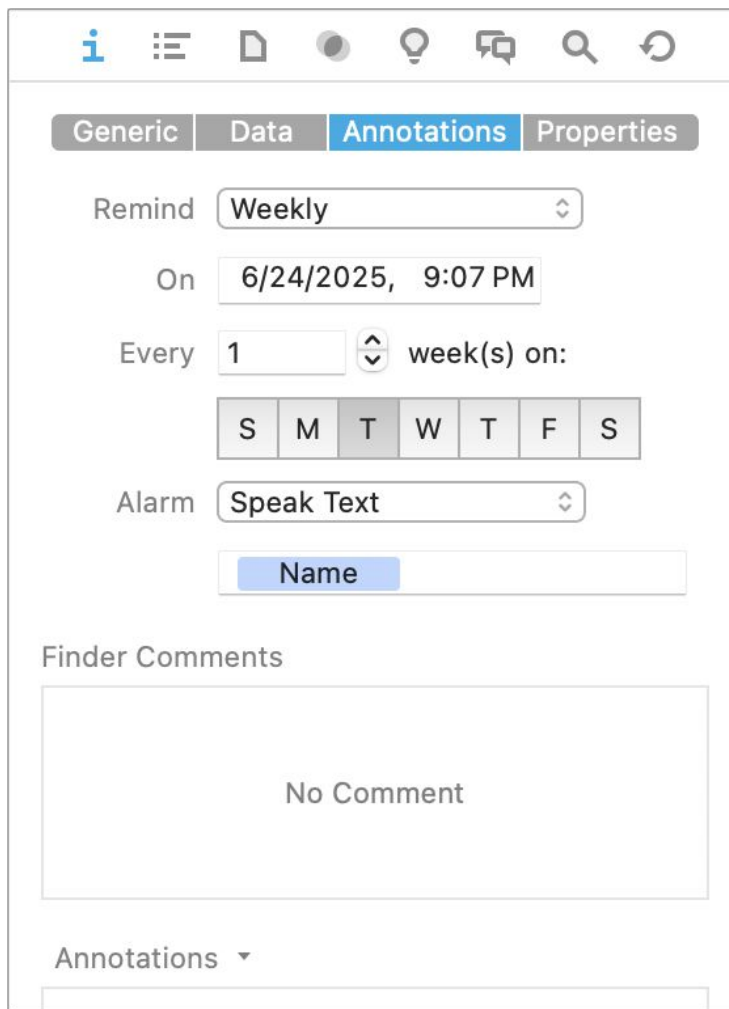 Generic Data Annotations Properties
Remind Weekly
On 6/24/2025, 9:07 PM
Every 1 week(s) on:
S M T W T F S
Alarm Speak Text
Name
Finder Comments
No Comment
Annotations